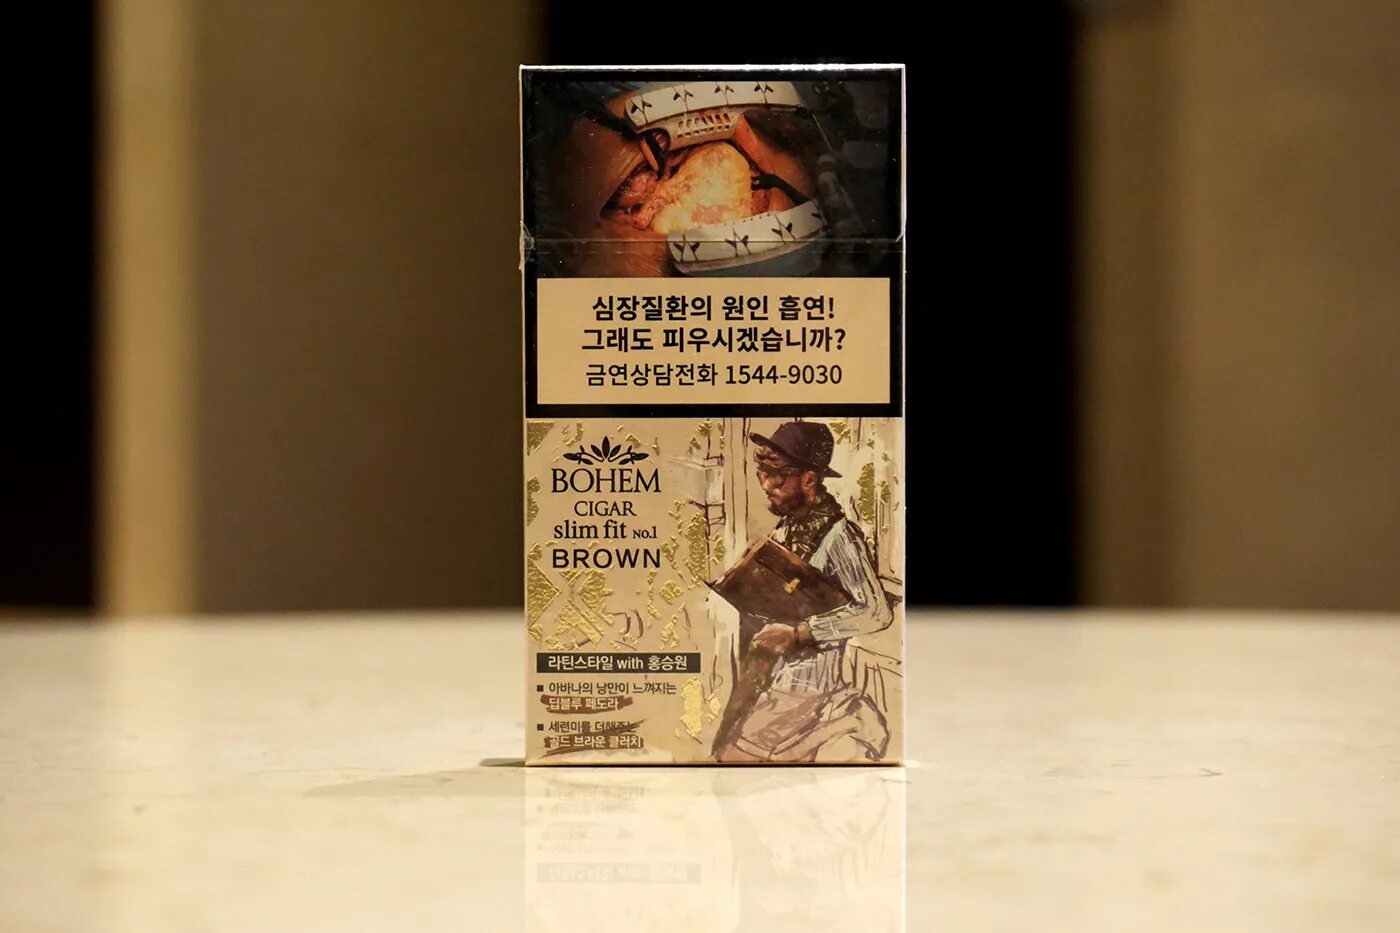 심장질환의 원인 흡연!
그래도 피우시겠습니까?
금연상담전화 1544-9030
BOHEM
CIGAR
slim fit No.1
BROWN
라틴스타일 with 홍승원
■ 아바나의 낭만이 느껴지는
딥블루 페도라
■ 세련미를 더해주는
골드 브라운 클러치